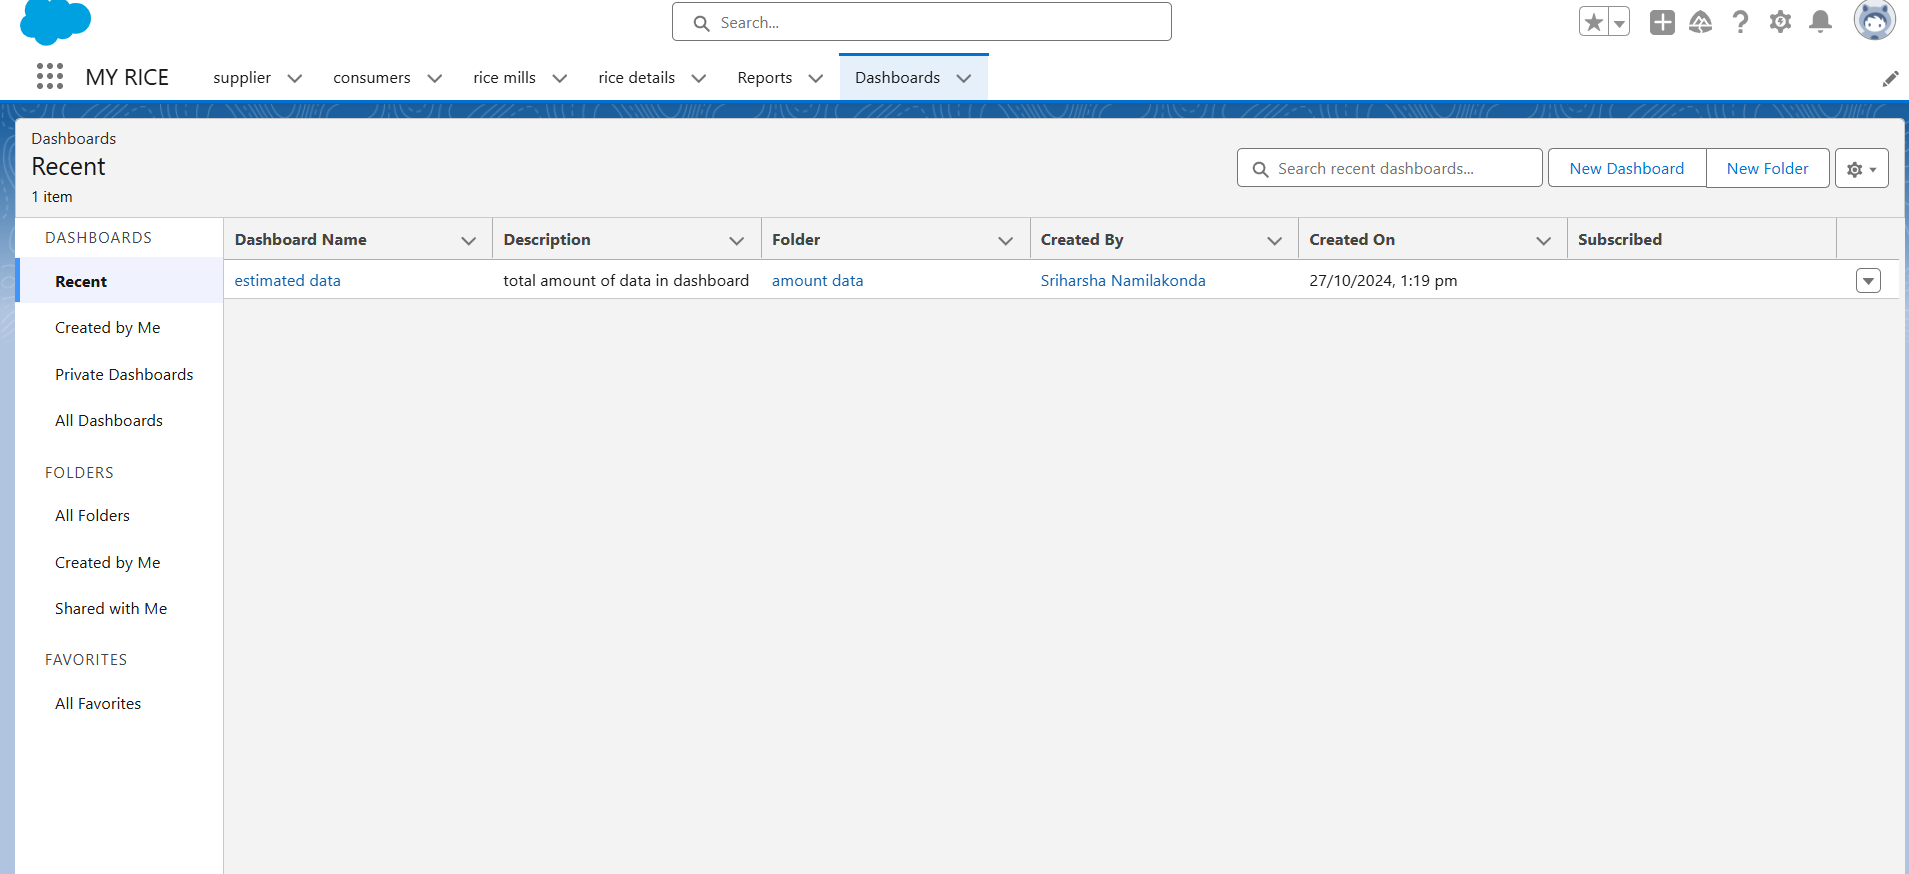 Search...
MY RICE supplier consumers rice mills rice details Reports Dashboards
Dashboards
Recent
1 item
Search recent dashboards... New Dashboard New Folder
DASHBOARDS
Recent
Created by Me
Private Dashboards
All Dashboards
FOLDERS
All Folders
Created by Me
Shared with Me
FAVORITES
All Favorites
Dashboard Name Description Folder Created By Created On Subscribed
estimated data total amount of data in dashboard amount data Sriharsha Namilakonda 27/10/2024, 1:19 pm